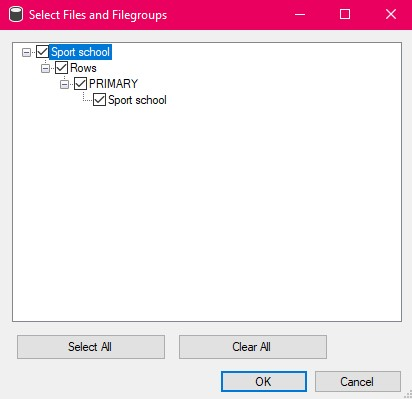 Select Files and Filegroups
Sport school
Rows
PRIMARY
Sport school
Select All
Clear All
OK
Cancel